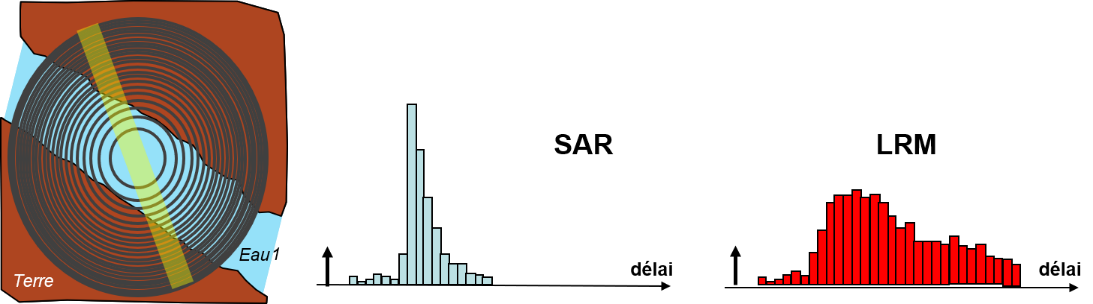 SAR
LRM
Eau1
délai
délai
Terre